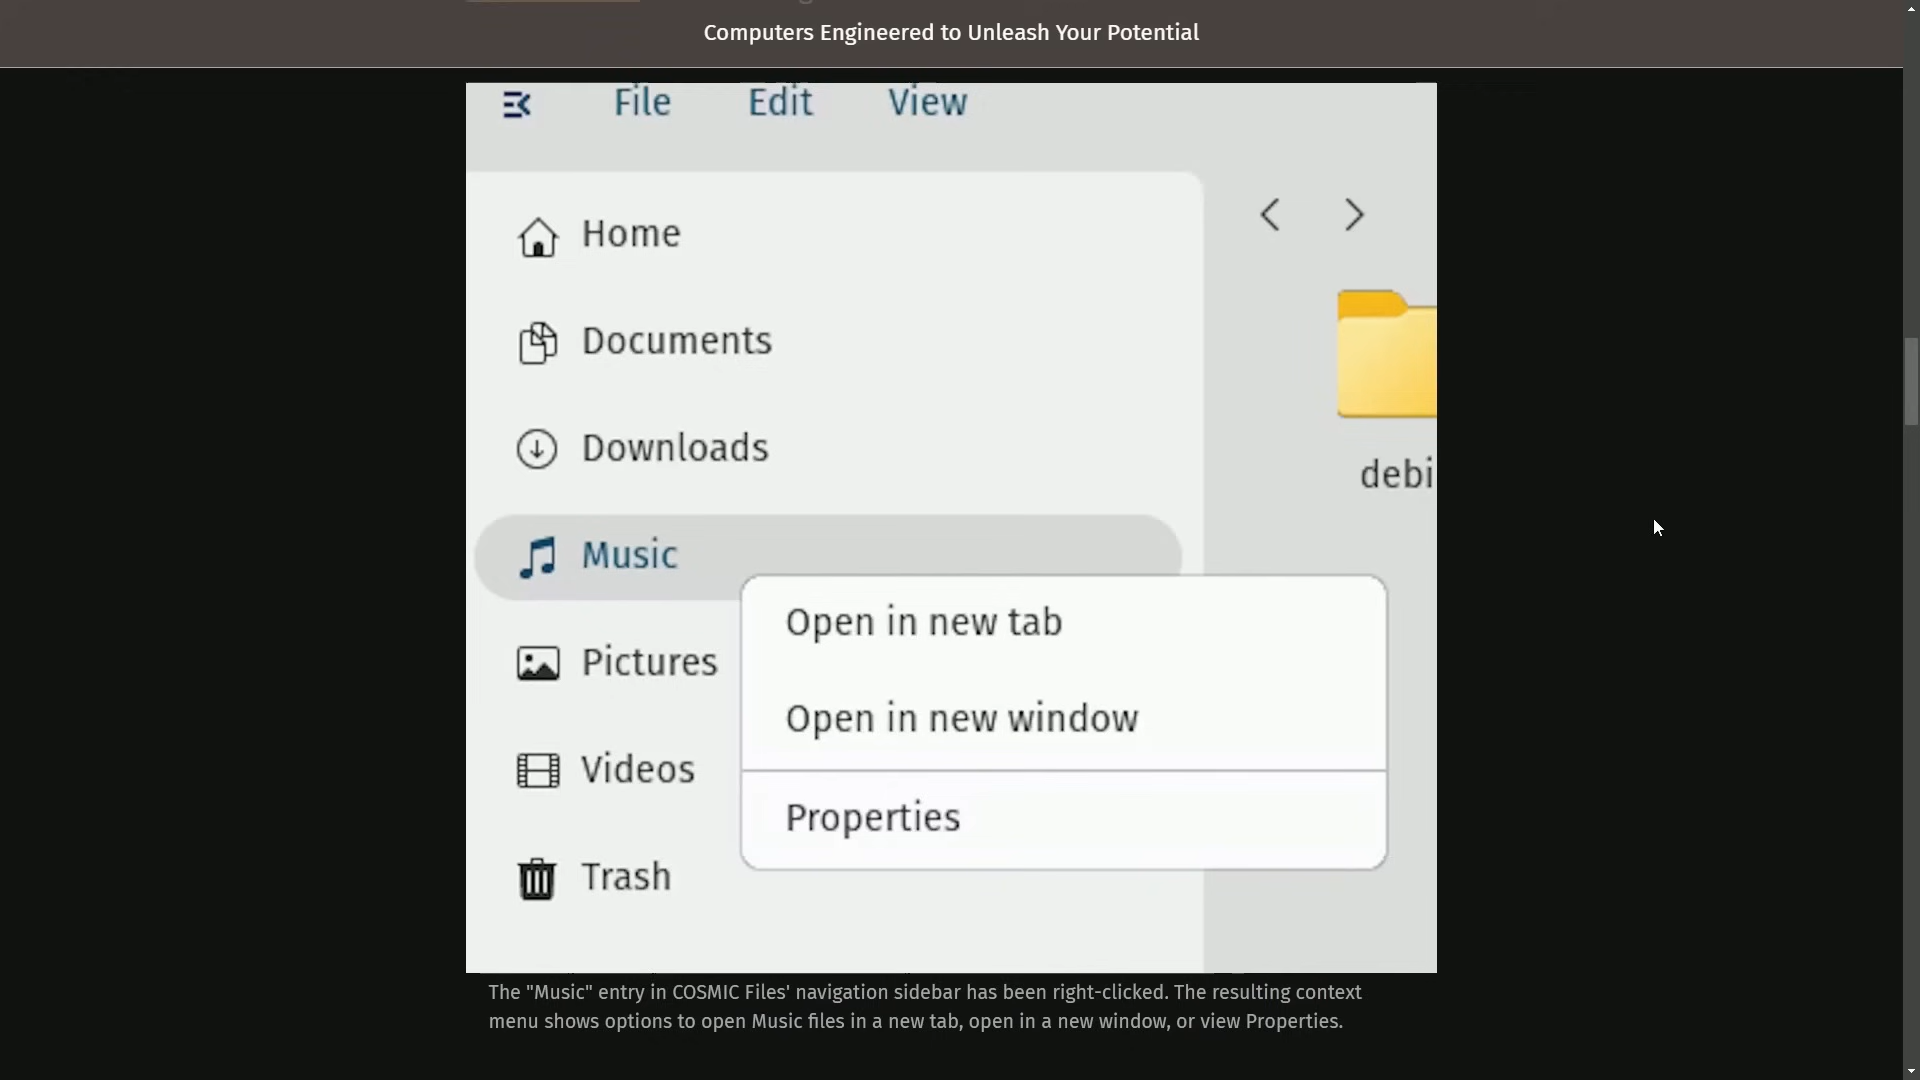 Computers Engineered to Unleash Your Potential
File Edit View
Home
Documents
Downloads
debi
Music
Open in new tab
Pictures
Open in new window
Videos
Properties
Trash
The "Music" entry in COSMIC Files' navigation sidebar has been right-clicked. The resulting context
menu shows options to open Music files in a new tab, open in a new window, or view Properties.